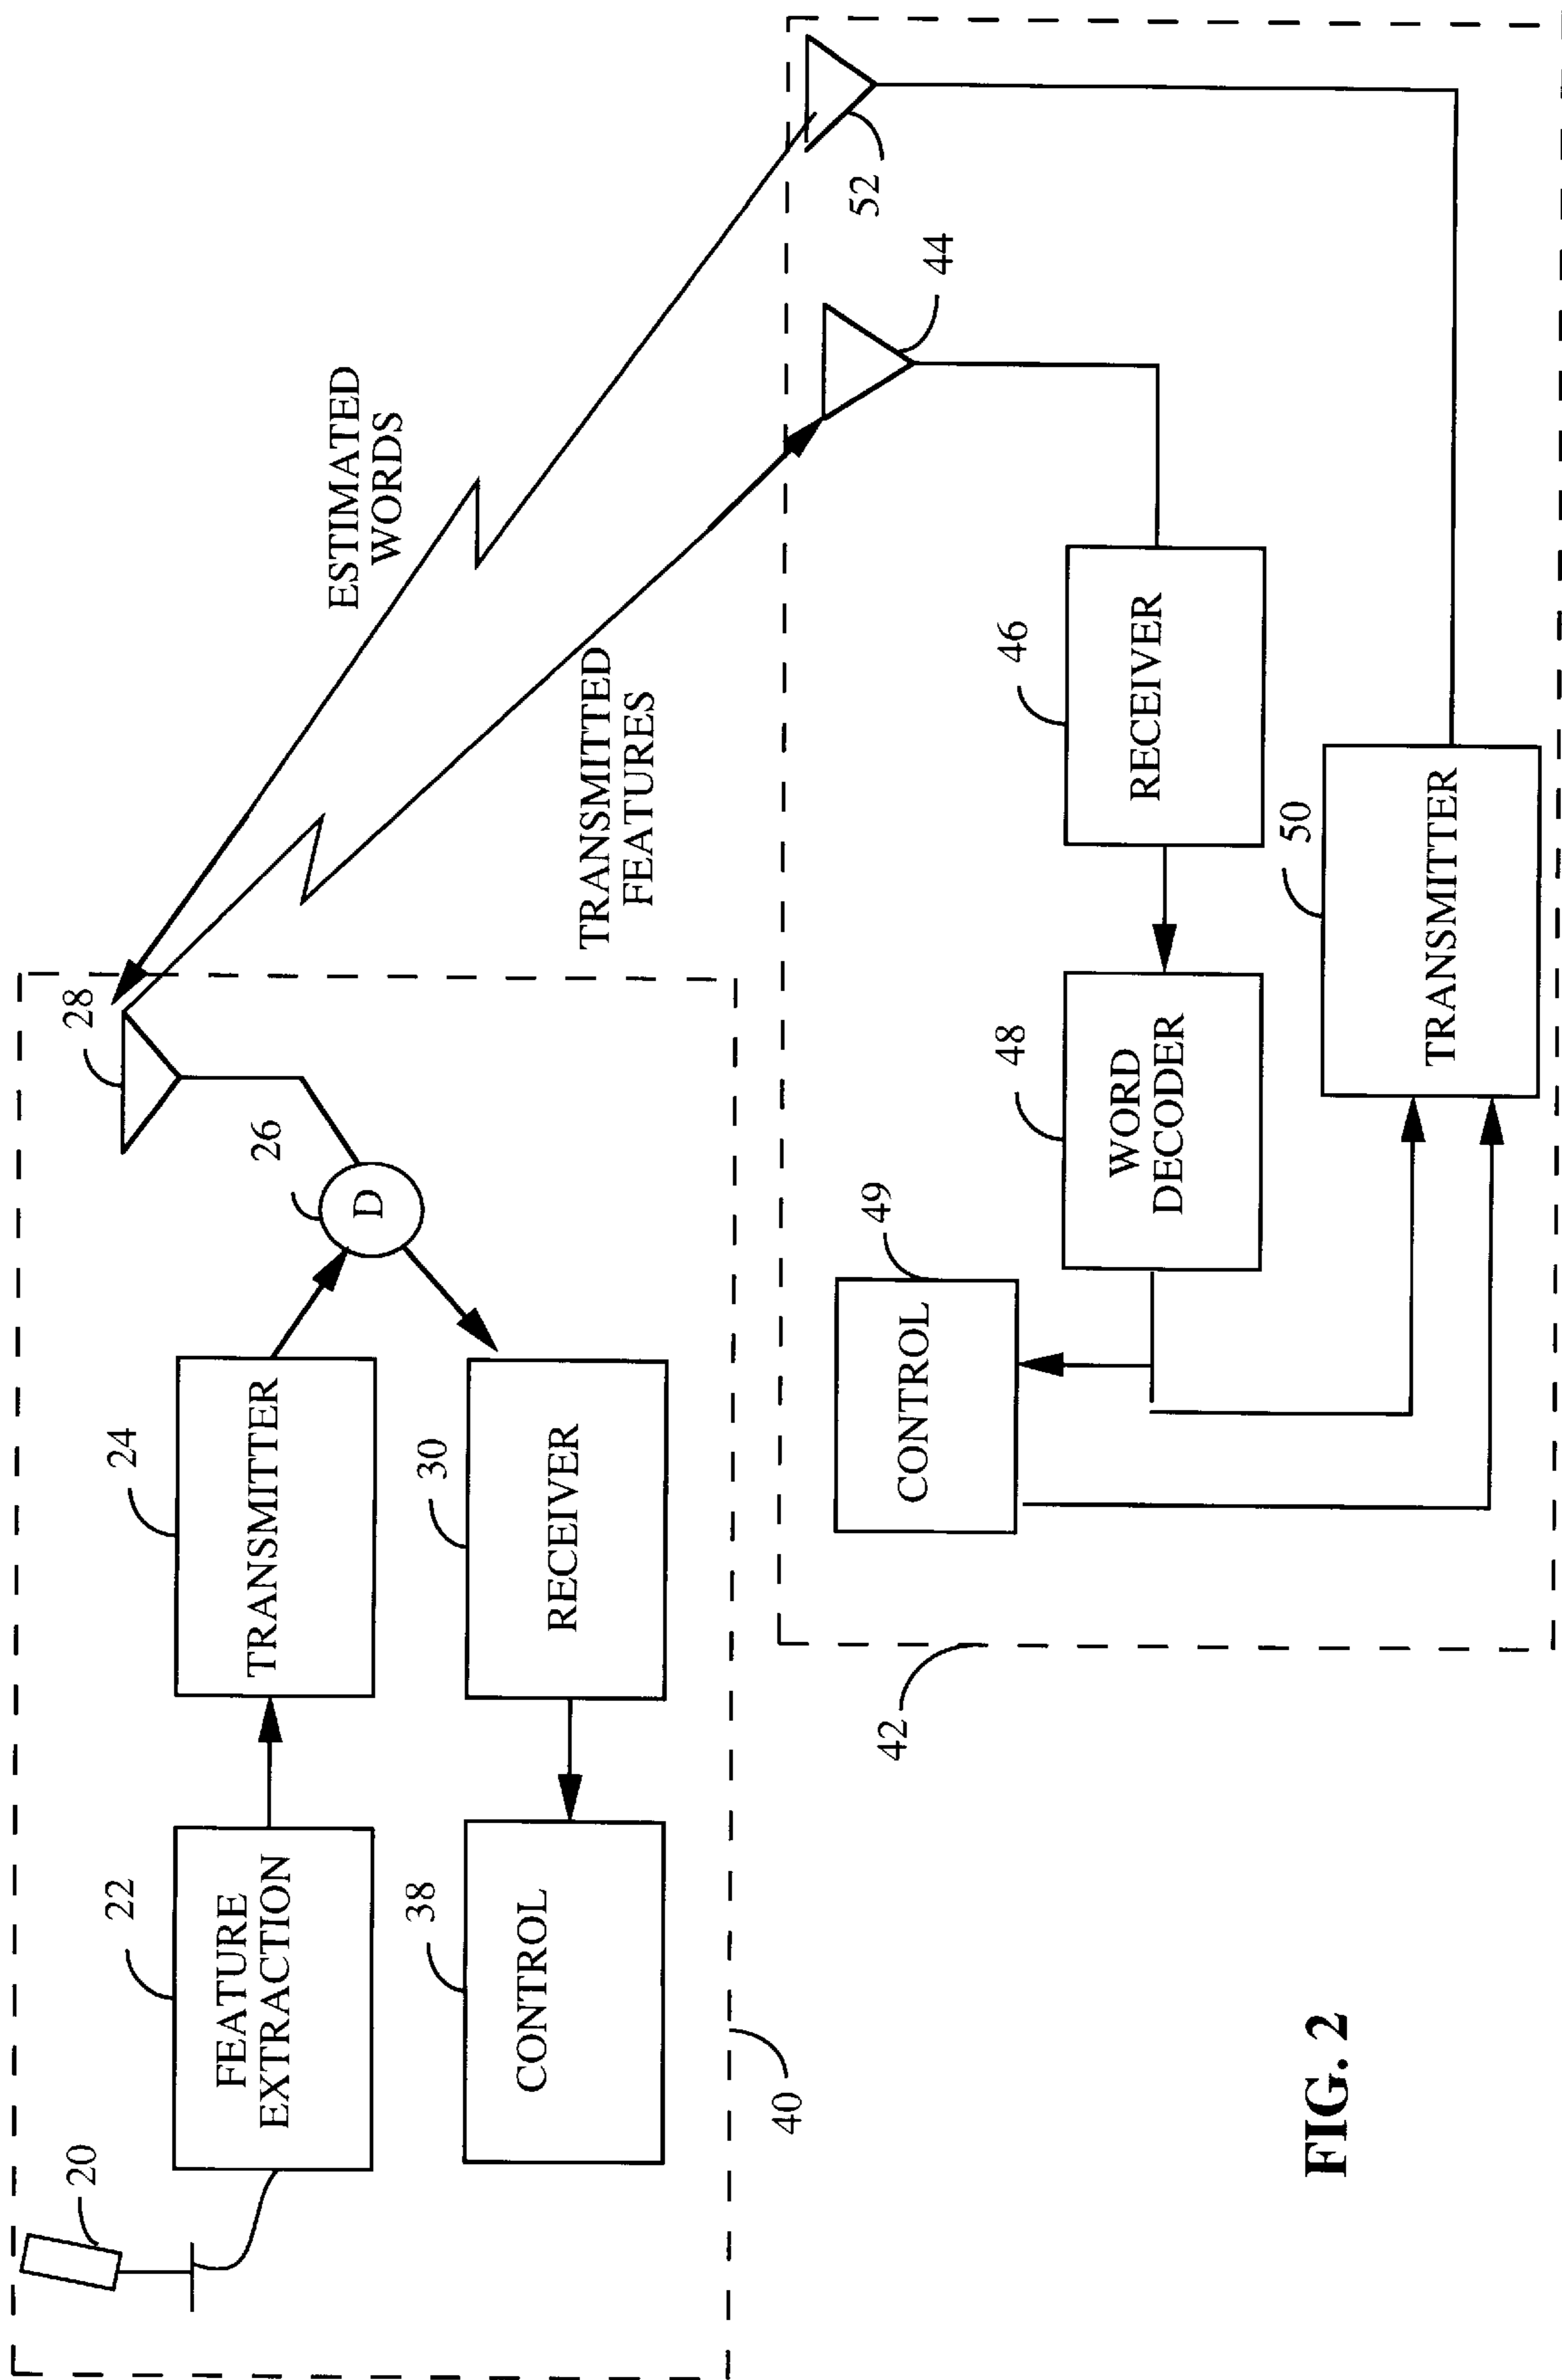 20
FEATURE
EXTRACTION
22
TRANSMITTER
24
26
D
28
CONTROL
38
RECEIVER
30
40
ESTIMATED
WORDS
TRANSMITTED
FEATURES
42
CONTROL
49
WORD
DECODER
48
RECEIVER
46
44
52
TRANSMITTER
50
FIG. 2